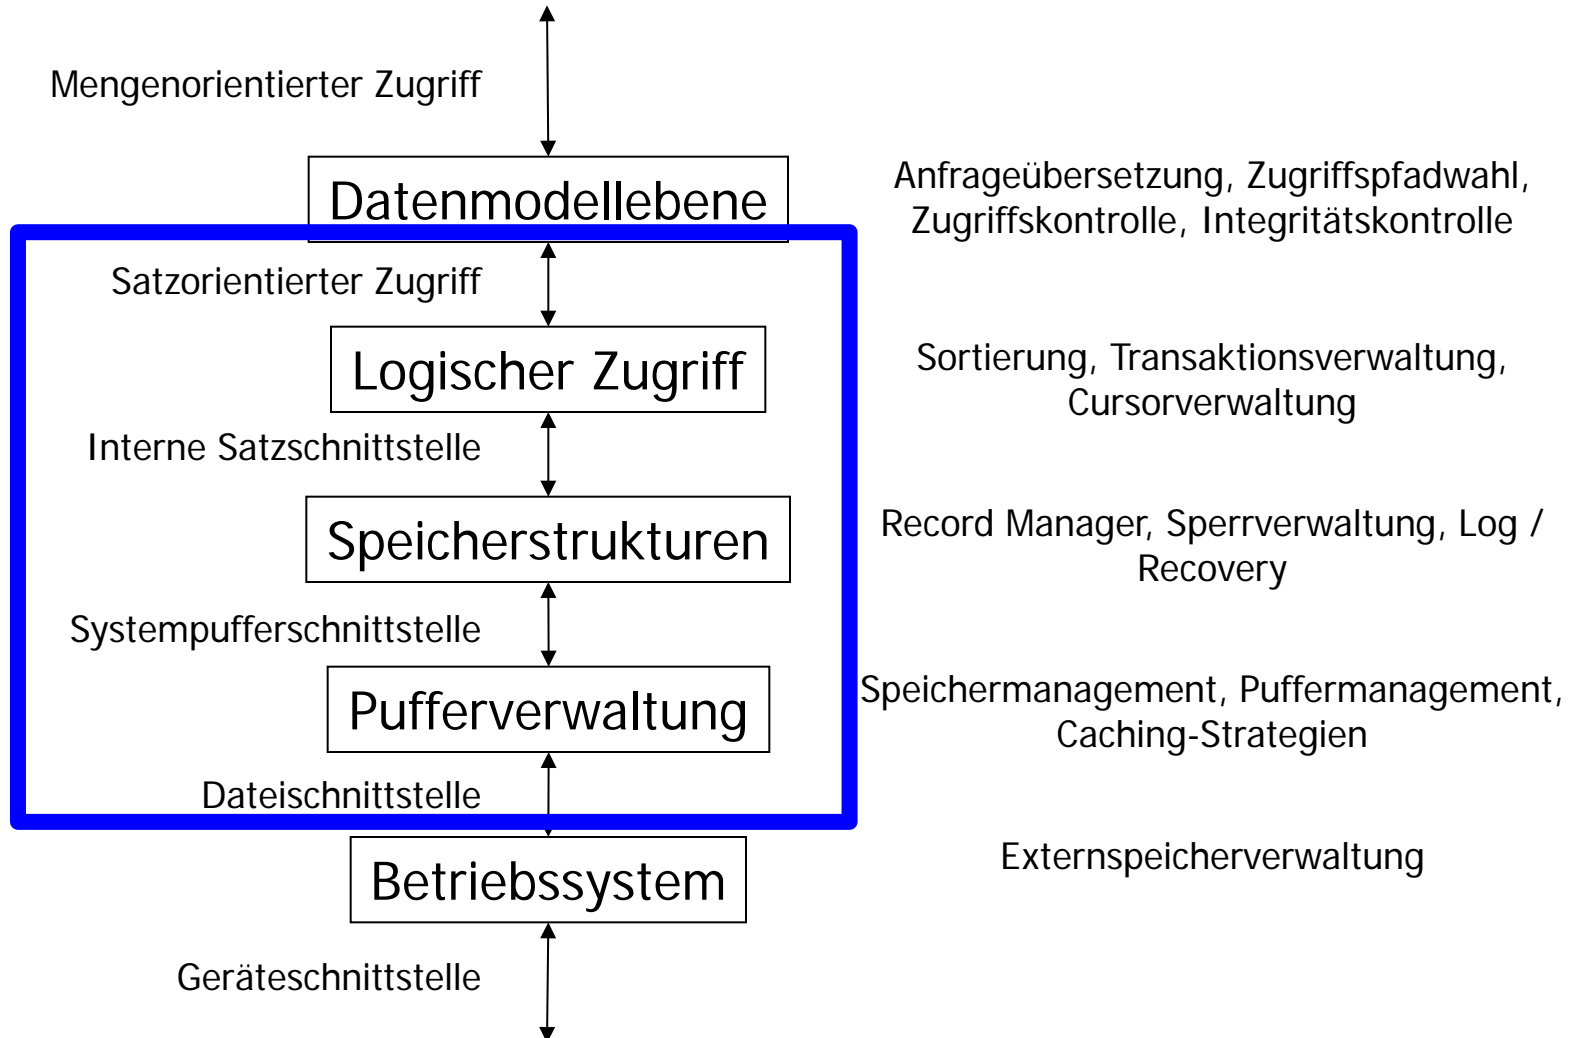 Mengenorientierter Zugriff
Datenmodellebene
Anfrageübersetzung, Zugriffspfadwahl,
Zugriffskontrolle, Integritätskontrolle
Satzorientierter Zugriff
Logischer Zugriff
Sortierung, Transaktionsverwaltung,
Cursorverwaltung
Interne Satzschnittstelle
Speicherstrukturen
Record Manager, Sperrverwaltung, Log /
Recovery
Systempufferschnittstelle
Pufferverwaltung
Speichermanagement, Puffermanagement,
Caching-Strategien
Dateischnittstelle
Betriebssystem
Externspeicherverwaltung
Geräteschnittstelle